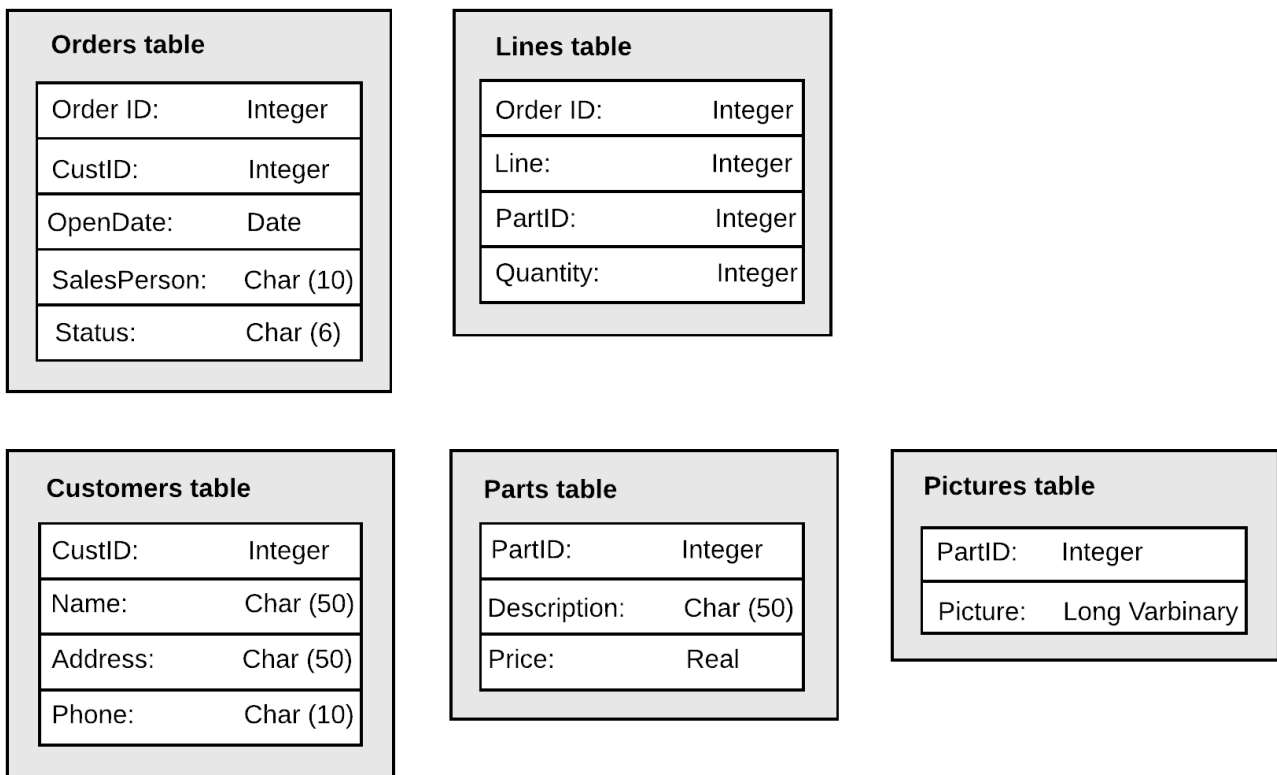 Orders table
Order ID: Integer
CustID: Integer
OpenDate: Date
SalesPerson: Char (10)
Status: Char (6)
Lines table
Order ID: Integer
Line: Integer
PartID: Integer
Quantity: Integer
Customers table
CustID: Integer
Name: Char (50)
Address: Char (50)
Phone: Char (10)
Parts table
PartID: Integer
Description: Char (50)
Price: Real
Pictures table
PartID: Integer
Picture: Long Varbinary